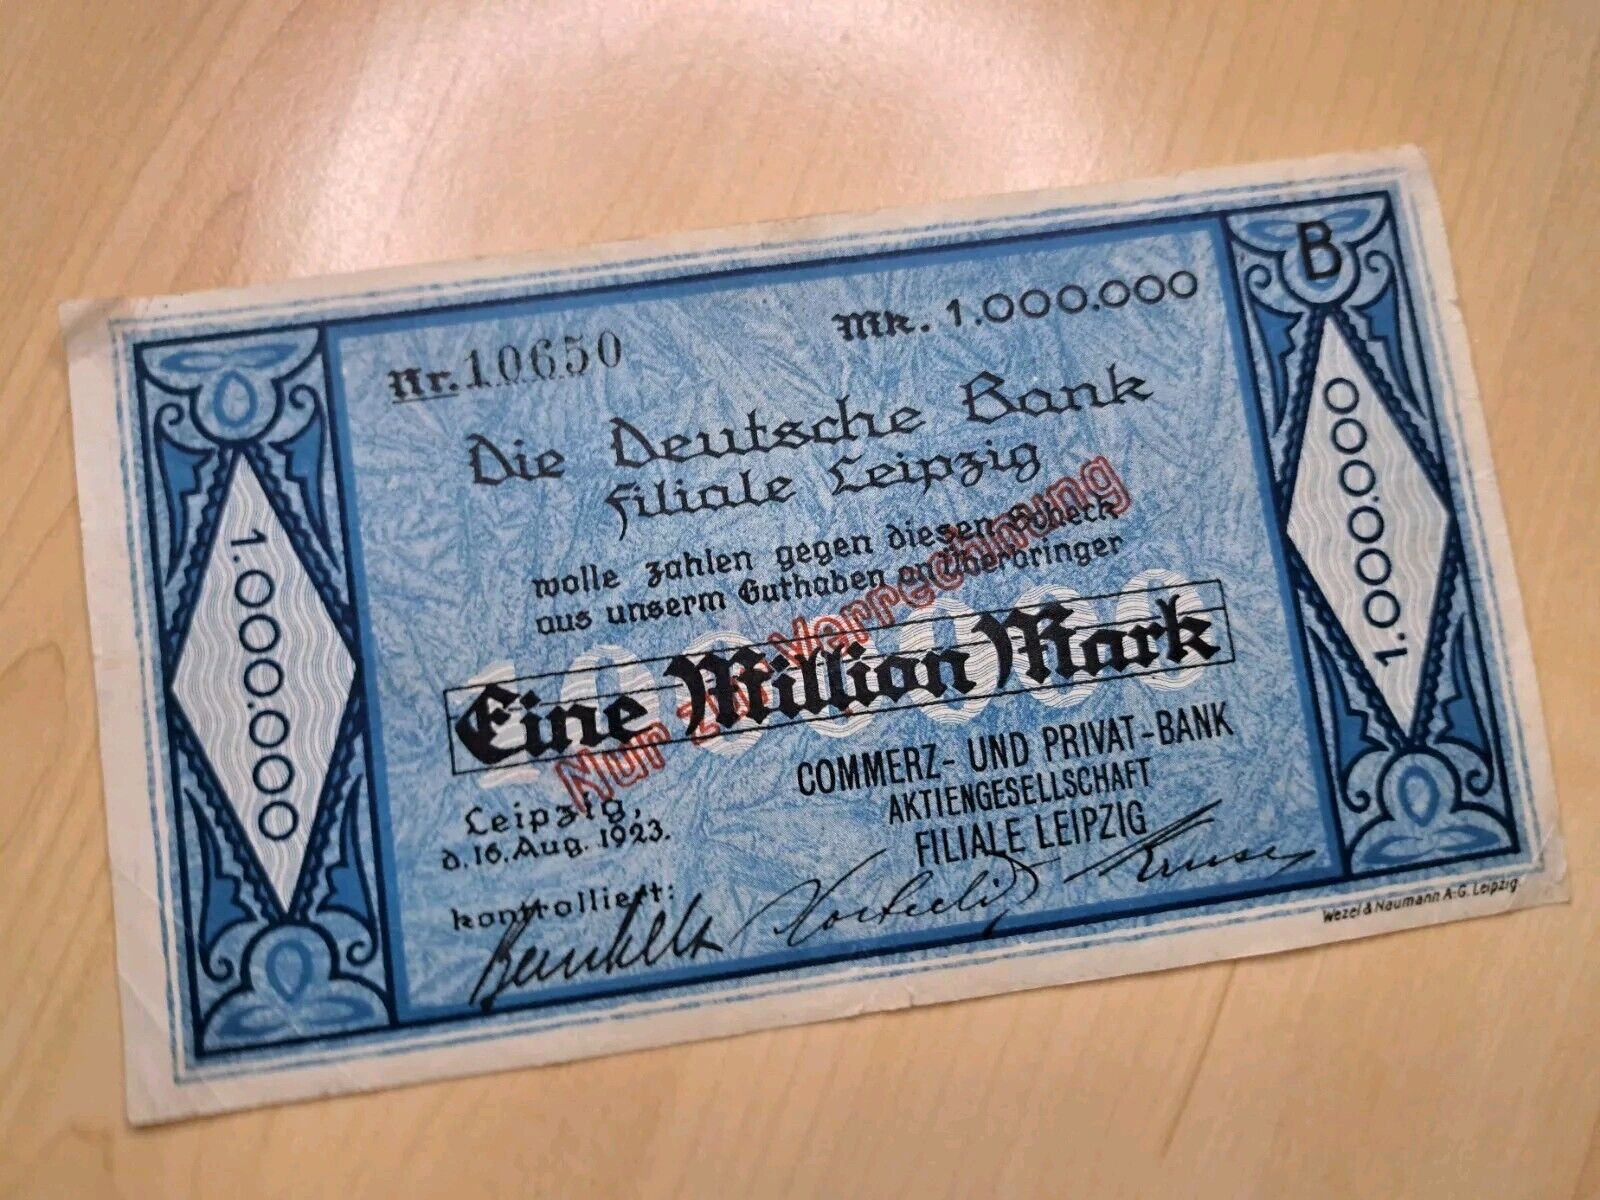 B
Nr. 10650
Mk. 1.000.000
Die Deutsche Bank
Filiale Leipzig
wolle zahlen gegen diesen Scheck
aus unserm Guthaben an Überbringer
1000000
Eine Million Mark
Nur zur Verrechnung
COMMERZ- UND PRIVAT-BANK
AKTIENGESELLSCHAFT
FILIALE LEIPZIG
Leipzig,
d. 16. Aug. 1923.
kontrolliert:
1.000.000
1.000.000
Wezel & Naumann A-G. Leipzig